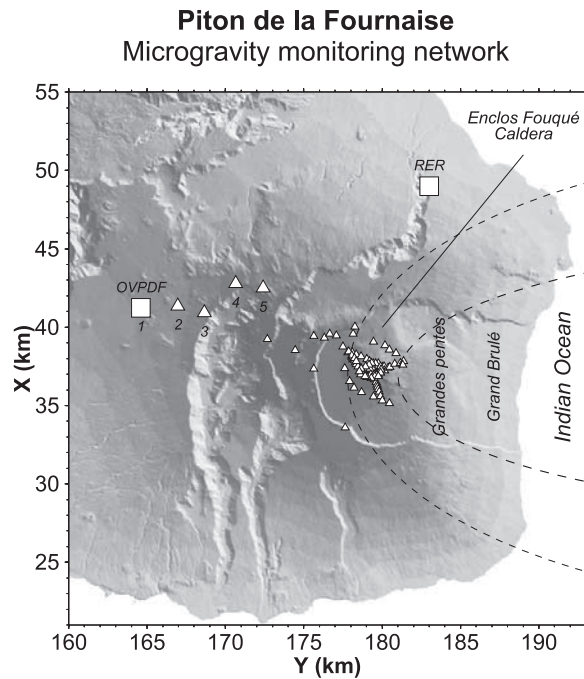 Piton de la Fournaise
Microgravity monitoring network
55
50
45
40
35
30
25
X (km)
Enclos Fouqué
Caldera
RER
OVPDF
1
2
3
4
5
Grandes pentes
Grand Brulé
Indian Ocean
160
165
170
175
180
185
190
Y (km)